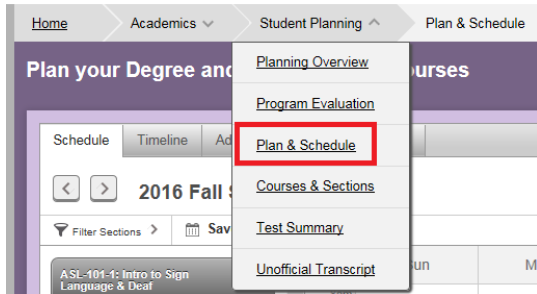 Home Academics Student Planning Plan & Schedule
Plan your Degree and urses
Planning Overview
Program Evaluation
Schedule Timeline Ad Plan & Schedule
2016 Fall Courses & Sections
Filter Sections Sav Test Summary
ASL-101-1: Intro to Sign
Language & Deaf
Unofficial Transcript
un M